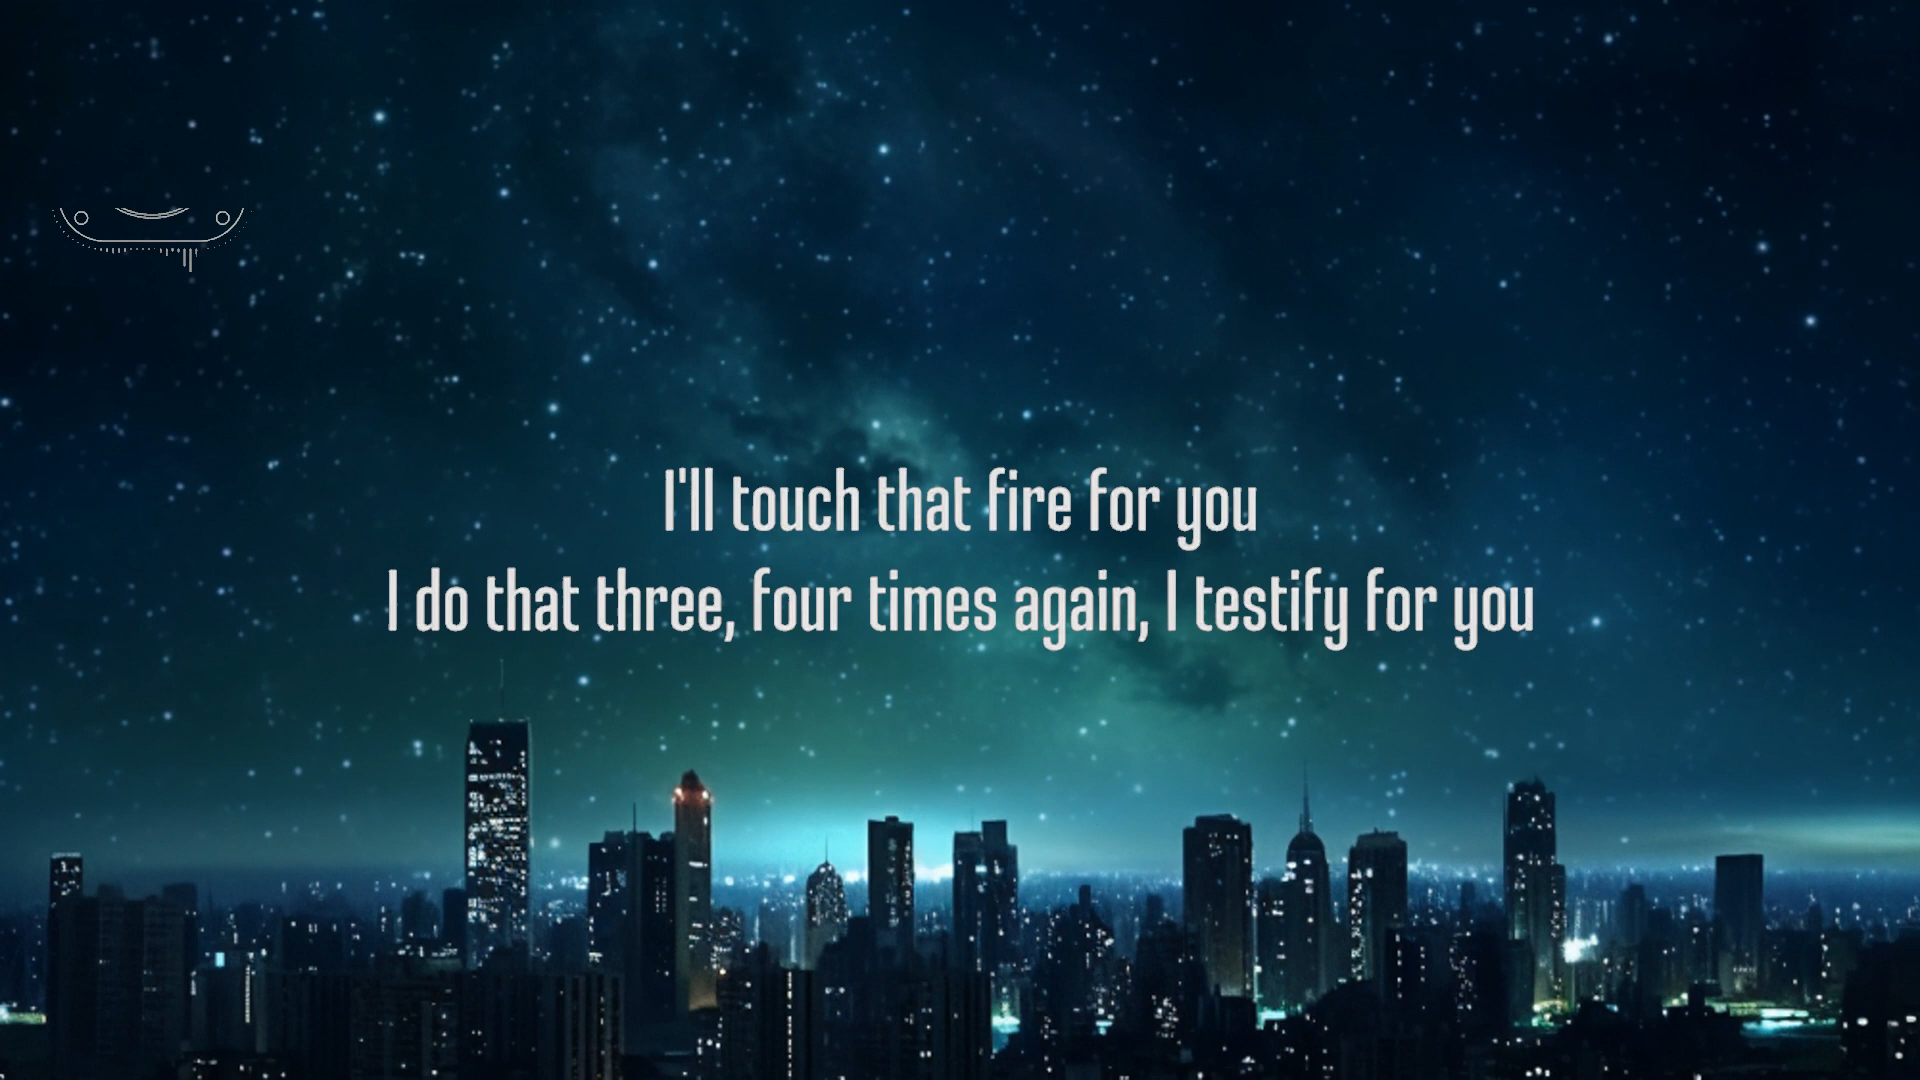 I'll touch that fire for you
I do that three, four times again, I testify for you